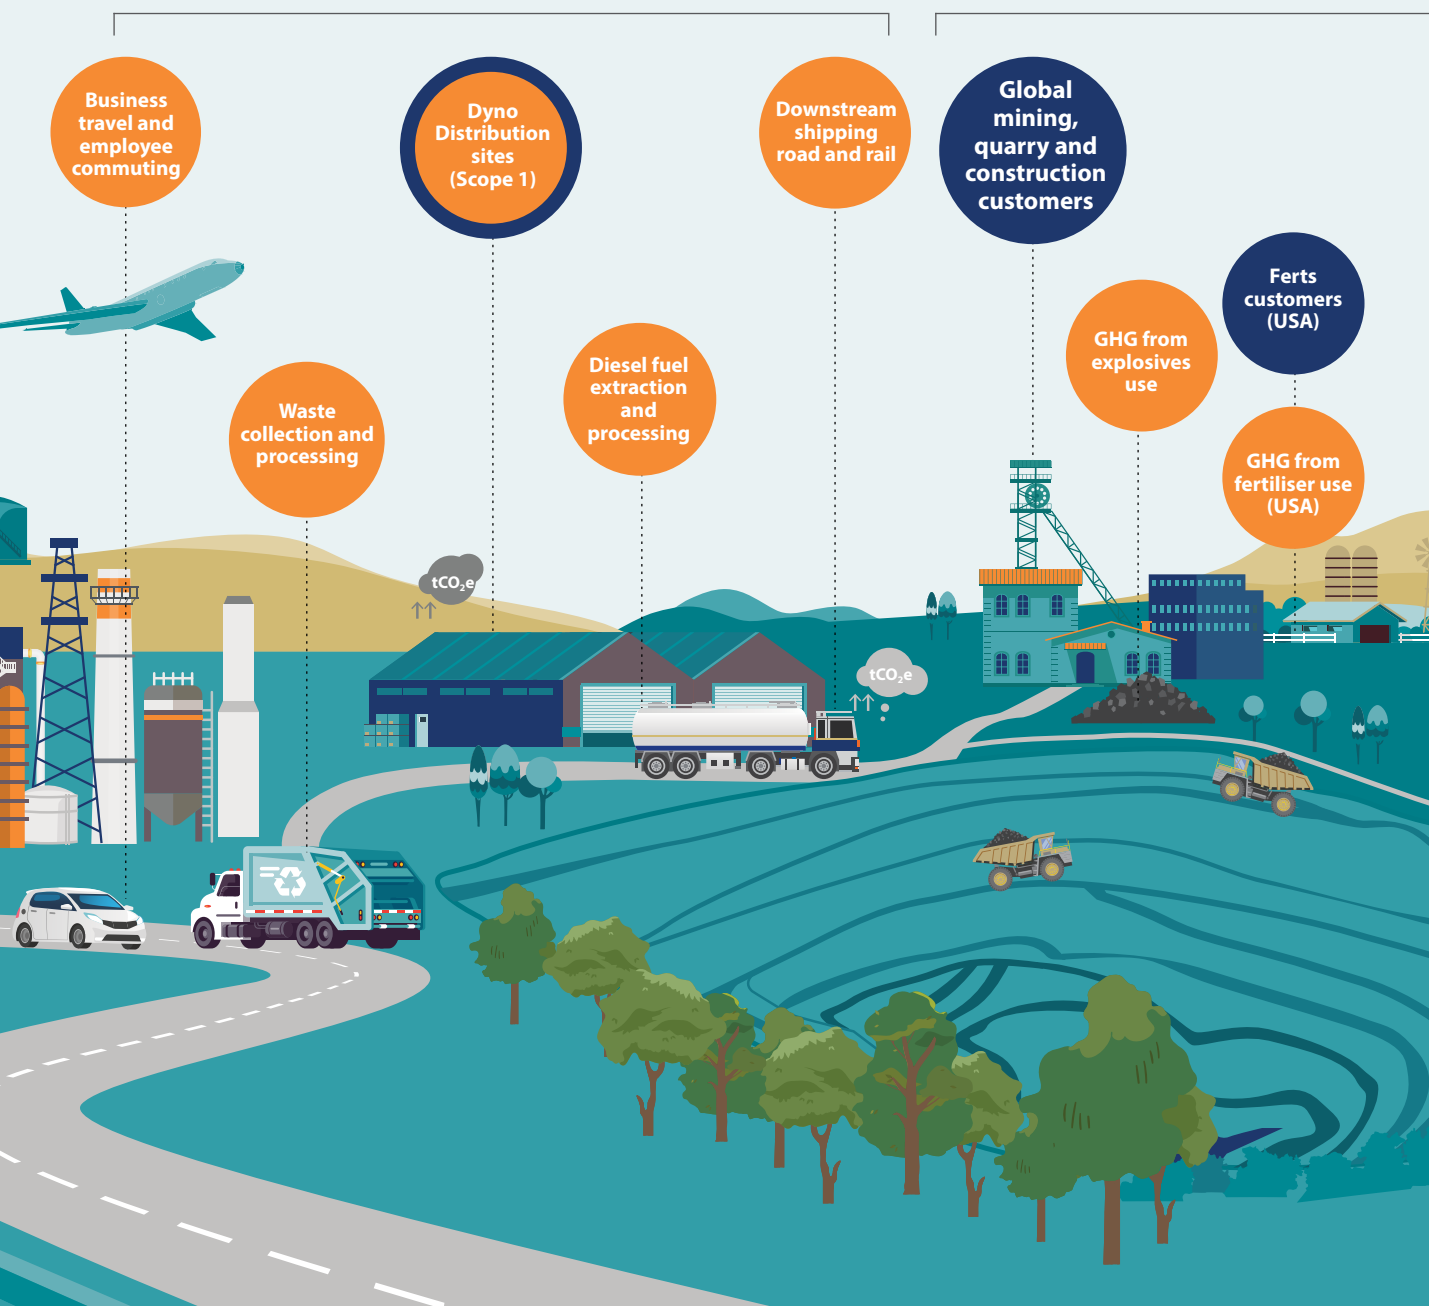 Business
travel and
employee
commuting
Dyno
Distribution
sites
(Scope 1)
Downstream
shipping
road and rail
Global
mining,
quarry and
construction
customers
Ferts
customers
(USA)
GHG from
explosives
use
Diesel fuel
extraction
and
processing
Waste
collection and
processing
GHG from
fertiliser use
(USA)
tCO₂e
tCO₂e